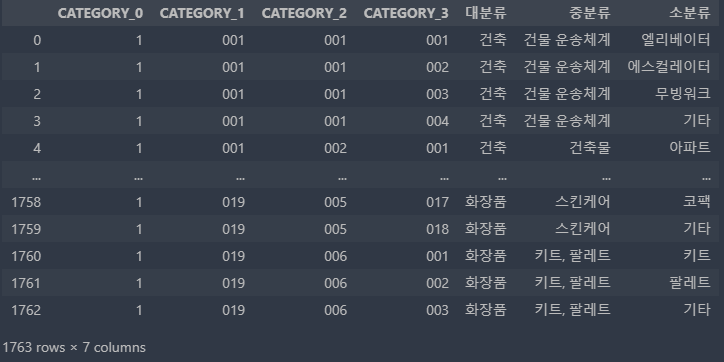 CATEGORY_0 CATEGORY_1 CATEGORY_2 CATEGORY_3 대분류 중분류 소분류
0 1 001 001 001 건축 건물 운송체계 엘리베이터
1 1 001 001 002 건축 건물 운송체계 에스컬레이터
2 1 001 001 003 건축 건물 운송체계 무빙워크
3 1 001 001 004 건축 건물 운송체계 기타
4 1 001 002 001 건축 건축물 아파트
... ... ... ... ... ... ... ...
1758 1 019 005 017 화장품 스킨케어 코팩
1759 1 019 005 018 화장품 스킨케어 기타
1760 1 019 006 001 화장품 키트, 팔레트 키트
1761 1 019 006 002 화장품 키트, 팔레트 팔레트
1762 1 019 006 003 화장품 키트, 팔레트 기타
1763 rows × 7 columns